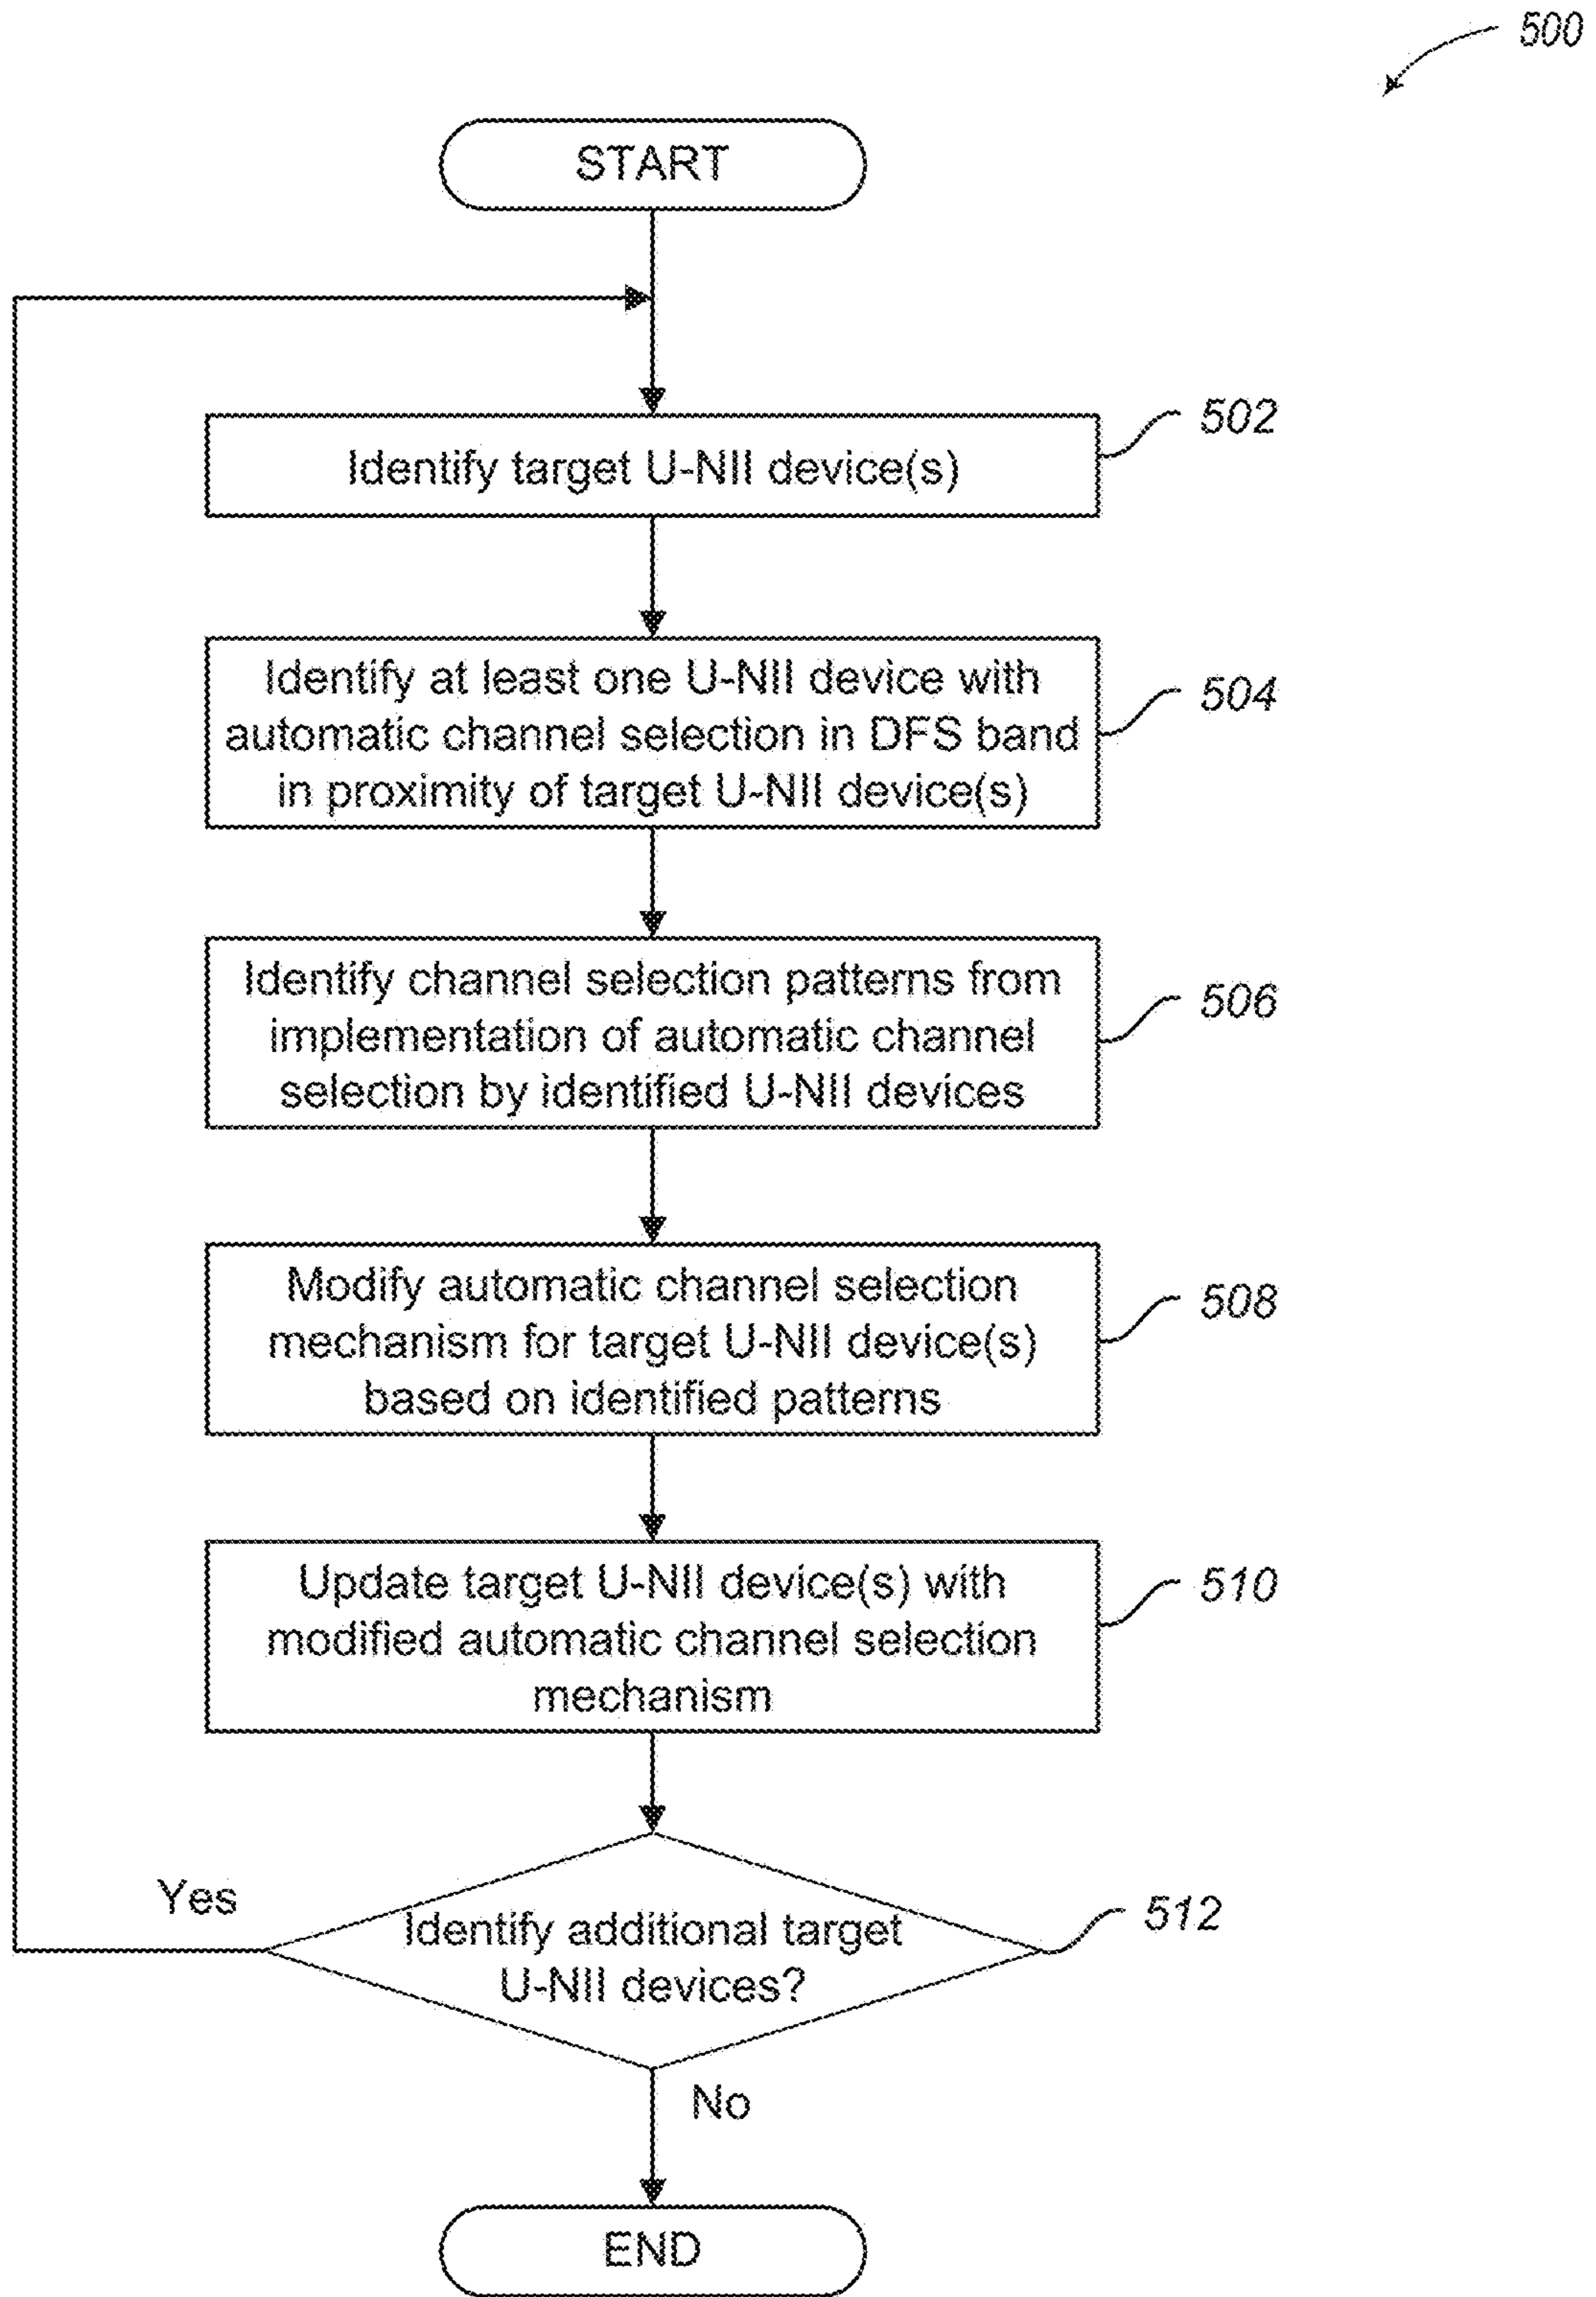 500
START
Identify target U-NII device(s)
502
Identify at least one U-NII device with
automatic channel selection in DFS band
in proximity of target U-NII device(s)
504
Identify channel selection patterns from
implementation of automatic channel
selection by identified U-NII devices
506
Modify automatic channel selection
mechanism for target U-NII device(s)
based on identified patterns
508
Update target U-NII device(s) with
modified automatic channel selection
mechanism
510
Yes
Identify additional target
U-NII devices?
512
No
END